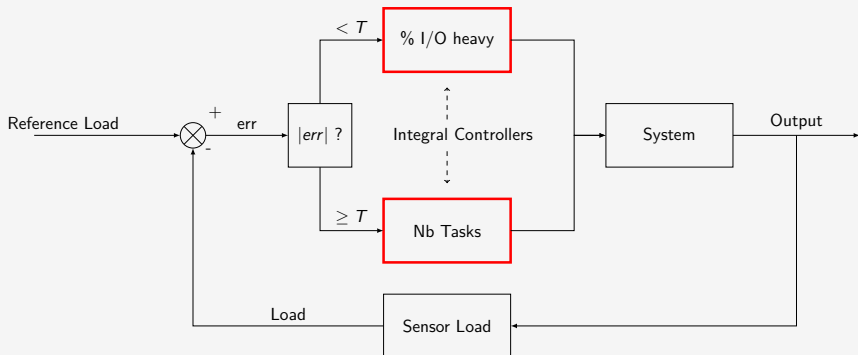 < T
% I/O heavy
Reference Load
+
-
err
|err| ?
Integral Controllers
System
Output
≥ T
Nb Tasks
Load
Sensor Load